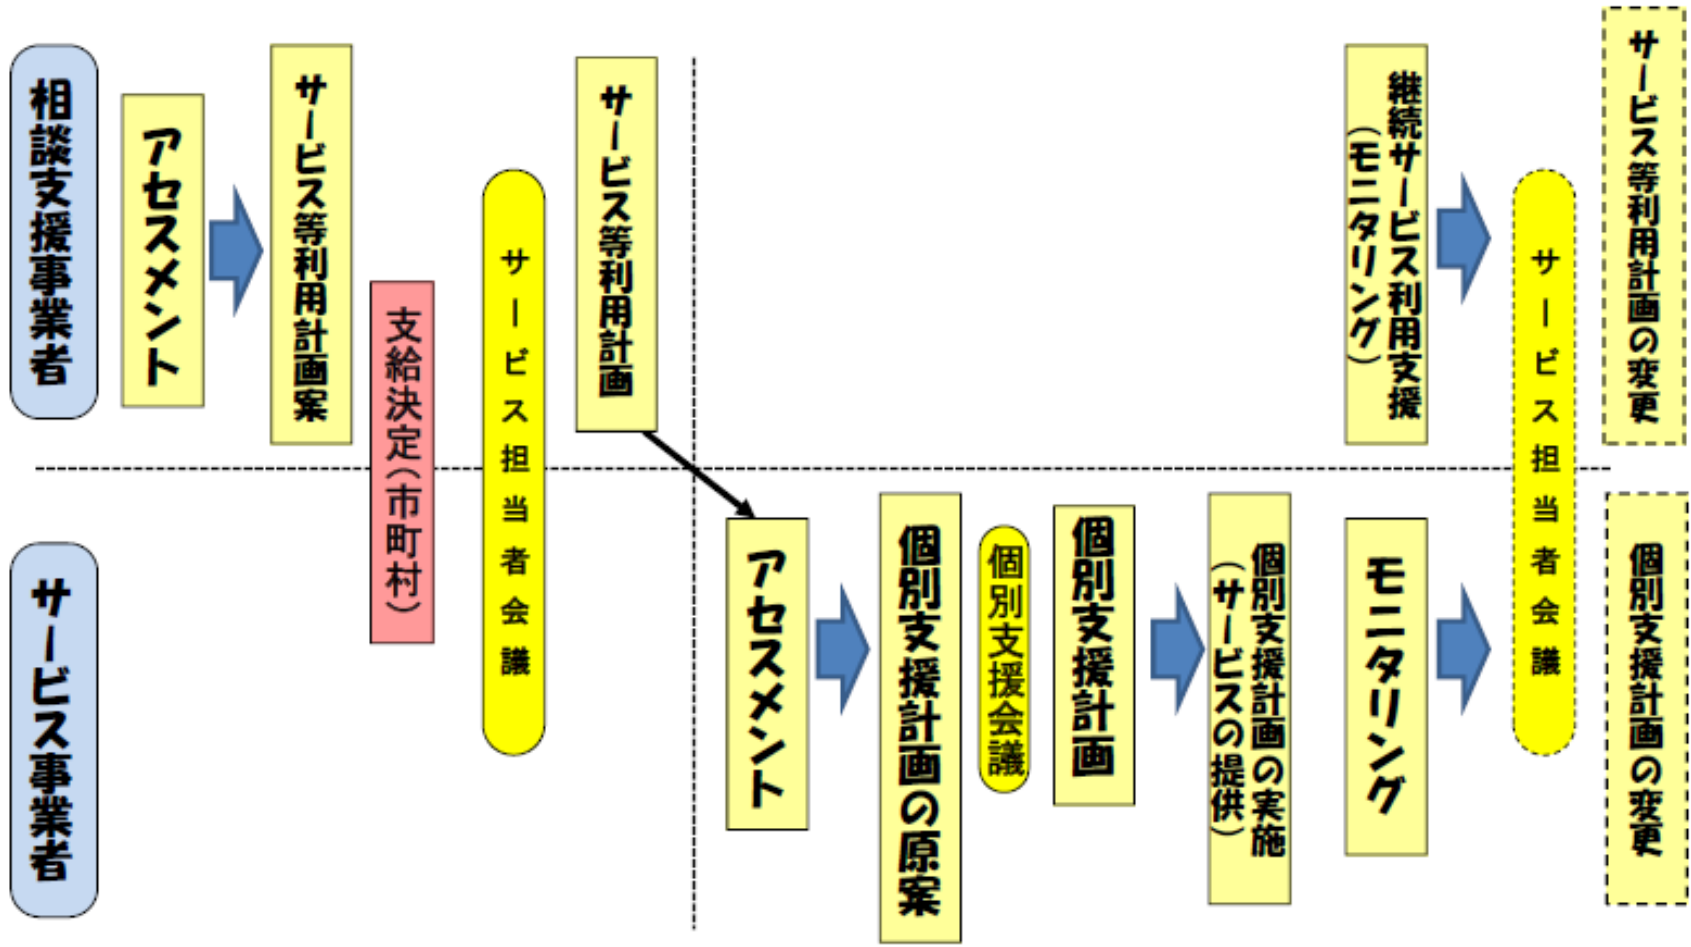 相談支援事業者
アセスメント
サービス等利用計画案
支給決定(市町村)
サービス担当者会議
サービス等利用計画
継続サービス利用支援
(モニタリング)
サービス担当者会議
サービス等利用計画の変更
サービス事業者
アセスメント
個別支援計画の原案
個別支援会議
個別支援計画
個別支援計画の実施
(サービスの提供)
モニタリング
個別支援計画の変更